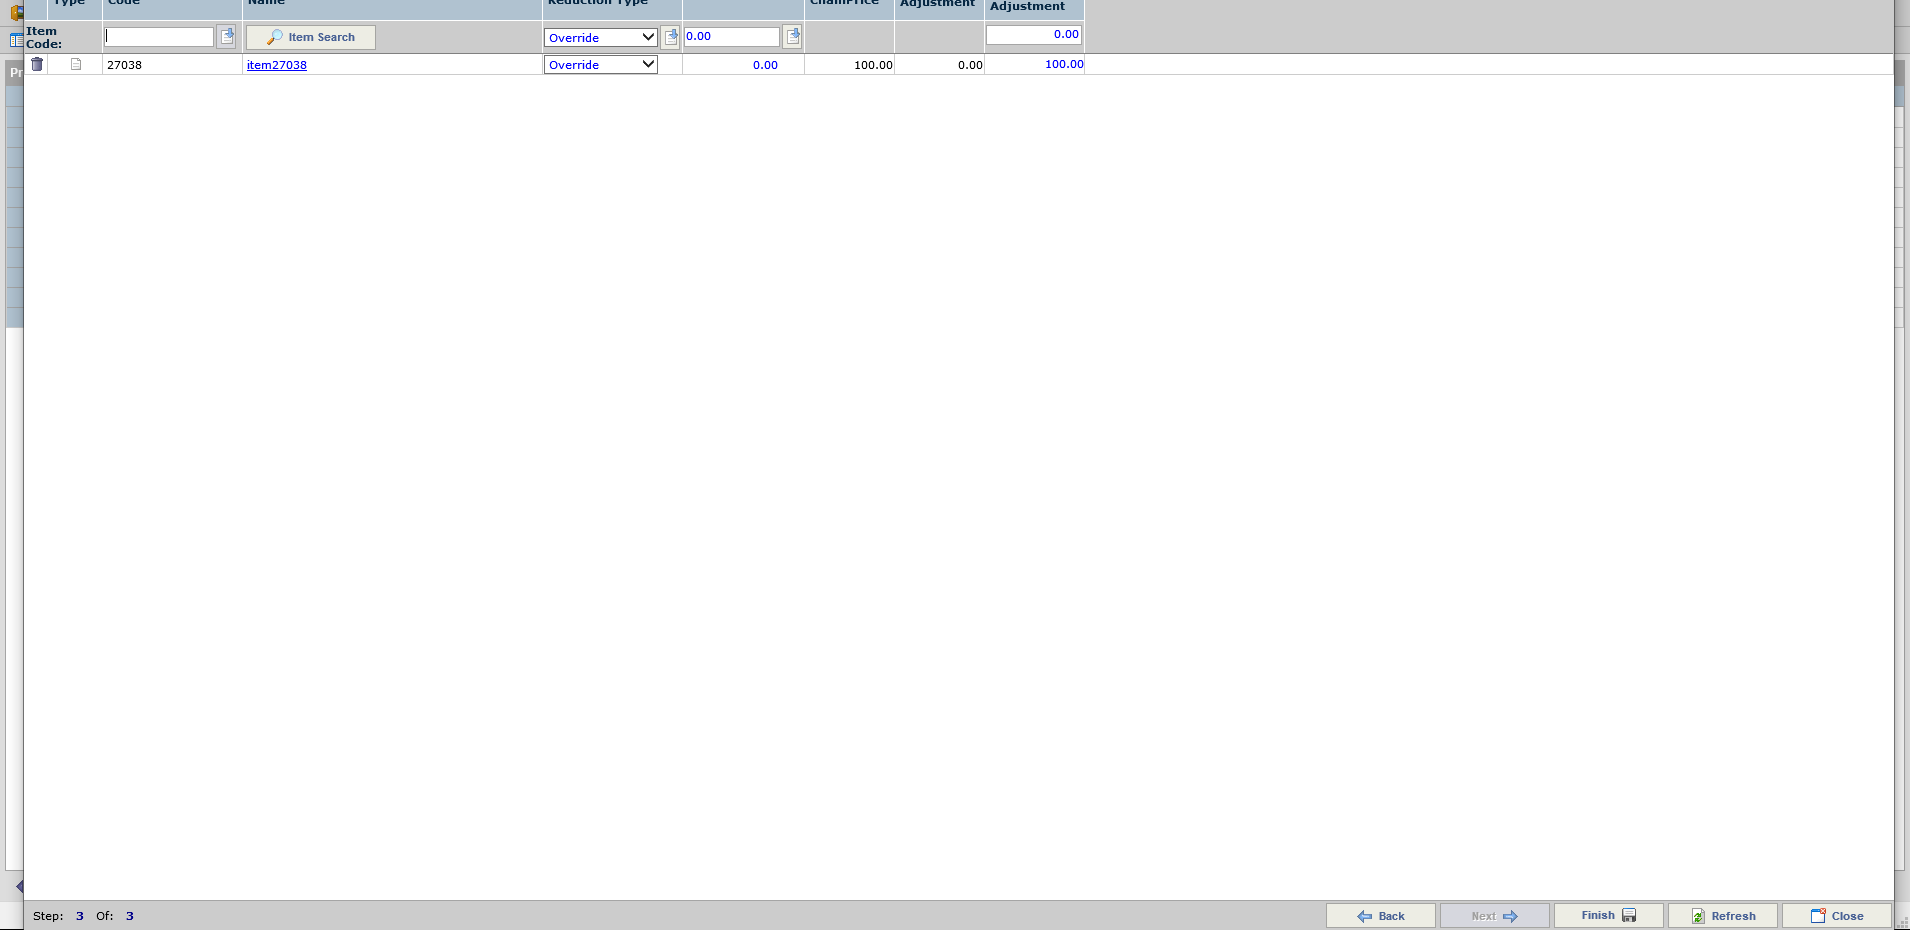 Type Code Name Reduction Type ChainPrice Adjustment Adjustment
Item Code: Item Search Override 0.00 0.00
27038 item27038 Override 0.00 100.00 0.00 100.00
Pr
Step: 3 Of: 3 Back Next Finish Refresh Close